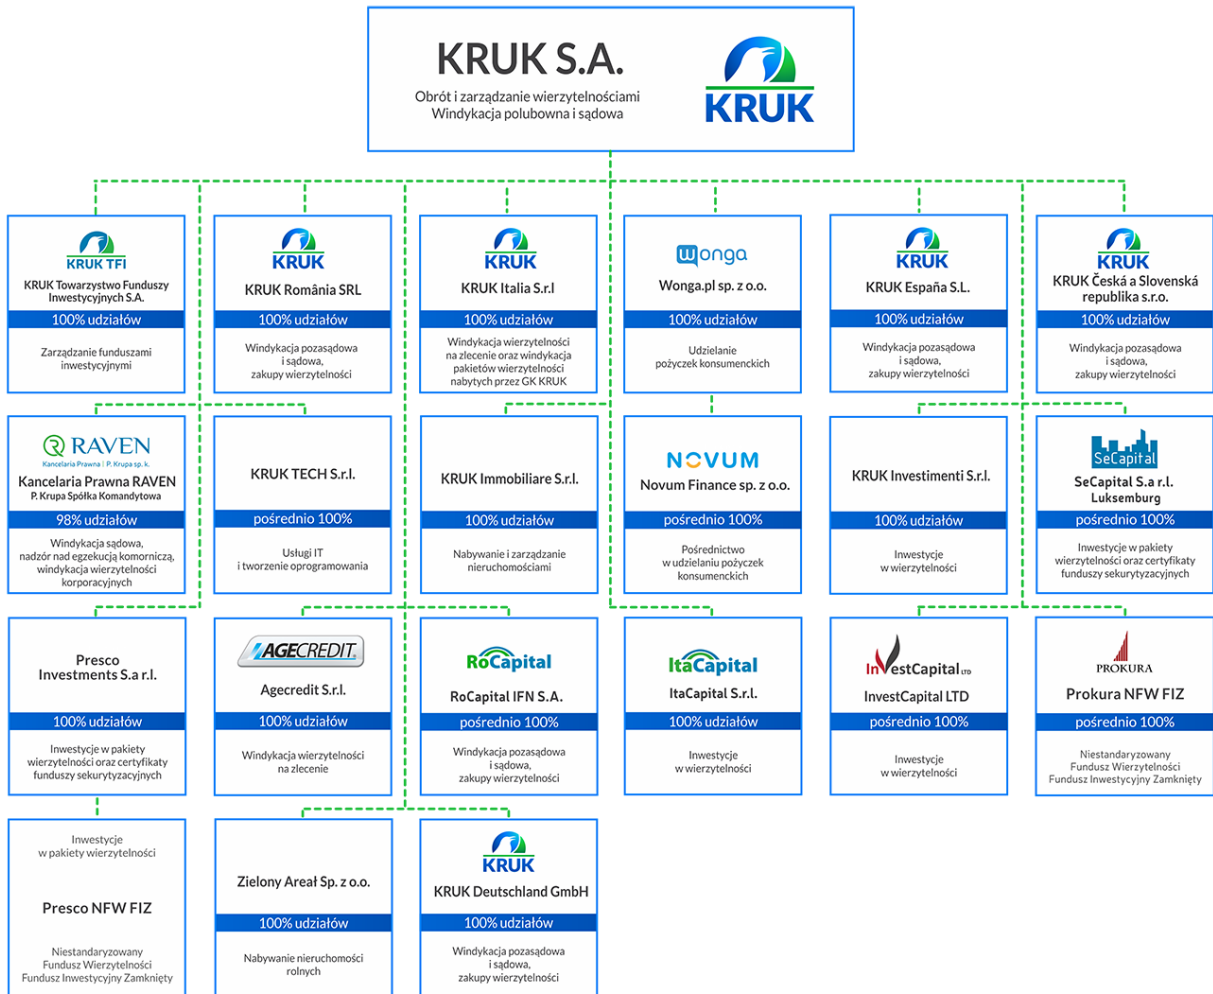 KRUK S.A.
Obrót i zarządzanie wierzytelnościami
Windykacja polubowna i sądowa
KRUK
KRUK TFI
KRUK Towarzystwo Funduszy
Inwestycyjnych S.A.
100% udziałów
Zarządzanie funduszami
inwestycyjnymi
KRUK
KRUK România SRL
100% udziałów
Windykacja pozasądowa
i sądowa,
zakupy wierzytelności
KRUK
KRUK Italia S.r.l
100% udziałów
Windykacja wierzytelności
na zlecenie oraz windykacja
pakietów wierzytelności
nabytych przez GK KRUK
wonga
Wonga.pl sp. z o.o.
100% udziałów
Udzielanie
pożyczek konsumenckich
KRUK
KRUK España S.L.
100% udziałów
Windykacja pozasądowa
i sądowa,
zakupy wierzytelności
KRUK
KRUK Česká a Slovenská
republika s.r.o.
100% udziałów
Windykacja pozasądowa
i sądowa,
zakupy wierzytelności
R RAVEN
Kancelaria Prawna | P. Krupa sp. k.
Kancelaria Prawna RAVEN
P. Krupa Spółka Komandytowa
98% udziałów
Windykacja sądowa,
nadzór nad egzekucją komorniczą,
windykacja wierzytelności
korporacyjnych
KRUK TECH S.r.l.
pośrednio 100%
Usługi IT
i tworzenie oprogramowania
KRUK Immobiliare S.r.l.
100% udziałów
Nabywanie i zarządzanie
nieruchomościami
NOVUM
Novum Finance sp. z o.o.
pośrednio 100%
Pośrednictwo
w udzielaniu pożyczek
konsumenckich
KRUK Investimenti S.r.l.
100% udziałów
Inwestycje
w wierzytelności
SeCapital
SeCapital S.a r.l.
Luksemburg
pośrednio 100%
Inwestycje w pakiety
wierzytelności oraz certyfikaty
funduszy sekurytyzacyjnych
Presco
Investments S.a r.l.
100% udziałów
Inwestycje w pakiety
wierzytelności oraz certyfikaty
funduszy sekurytyzacyjnych
AGECREDIT.
Agecredit S.r.l.
100% udziałów
Windykacja wierzytelności
na zlecenie
RoCapital
RoCapital IFN S.A.
pośrednio 100%
Windykacja pozasądowa
i sądowa,
zakupy wierzytelności
ItaCapital
ItaCapital S.r.l.
100% udziałów
Inwestycje
w wierzytelności
InVestCapital LTD
InvestCapital LTD
pośrednio 100%
Inwestycje
w wierzytelności
PROKURA
Prokura NFW FIZ
pośrednio 100%
Niestandaryzowany
Fundusz Wierzytelności
Fundusz Inwestycyjny Zamknięty
Inwestycje
w pakiety wierzytelności
Presco NFW FIZ
Niestandaryzowany
Fundusz Wierzytelności
Fundusz Inwestycyjny Zamknięty
Zielony Areał Sp. z o.o.
100% udziałów
Nabywanie nieruchomości
rolnych
KRUK
KRUK Deutschland GmbH
100% udziałów
Windykacja pozasądowa
i sądowa,
zakupy wierzytelności